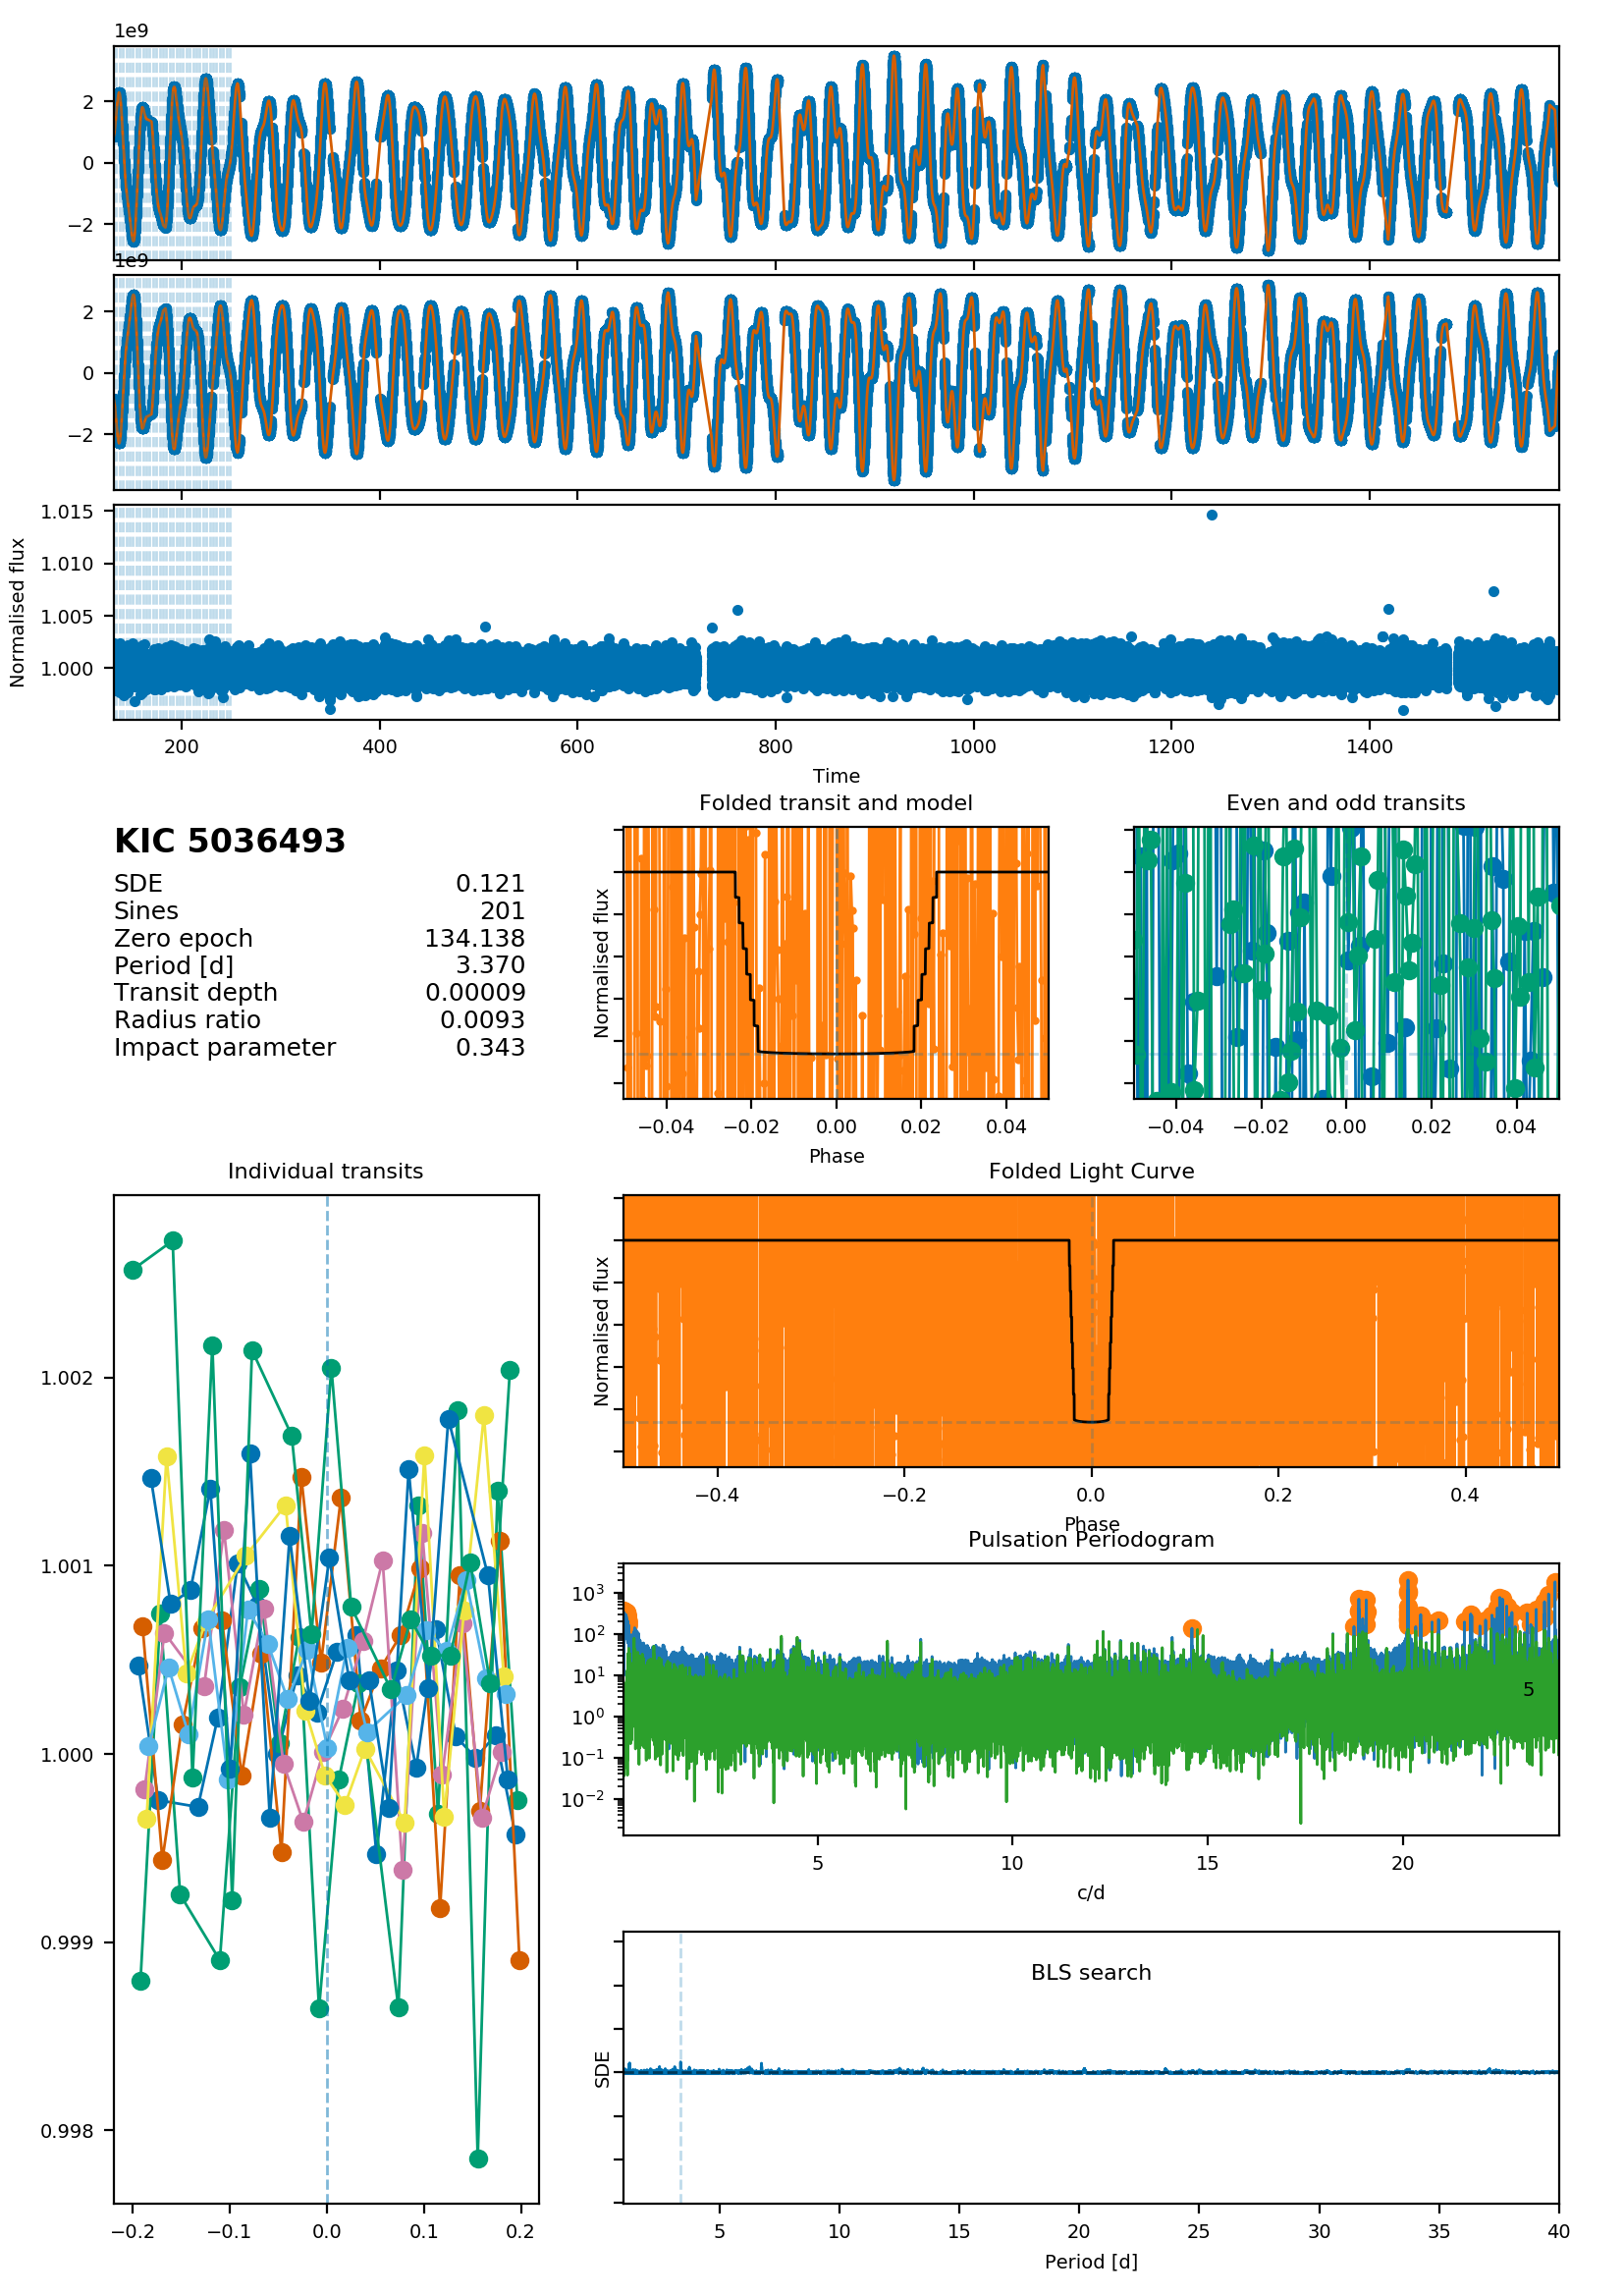 1e9
2
0
−2
1e9
2
0
−2
1.015
1.010
1.005
1.000
Normalised flux
200 400 600 800 1000 1200 1400
Time
KIC 5036493
SDE 0.121
Sines 201
Zero epoch 134.138
Period [d] 3.370
Transit depth 0.00009
Radius ratio 0.0093
Impact parameter 0.343
Folded transit and model
Normalised flux
−0.04 −0.02 0.00 0.02 0.04
Phase
Even and odd transits
−0.04 −0.02 0.00 0.02 0.04
Individual transits
1.002
1.001
1.000
0.999
0.998
−0.2 −0.1 0.0 0.1 0.2
Folded Light Curve
Normalised flux
−0.4 −0.2 0.0 0.2 0.4
Phase
Pulsation Periodogram
10³
10²
10¹
10⁰
10⁻¹
10⁻²
5
5 10 15 20
c/d
BLS search
SDE
5 10 15 20 25 30 35 40
Period [d]